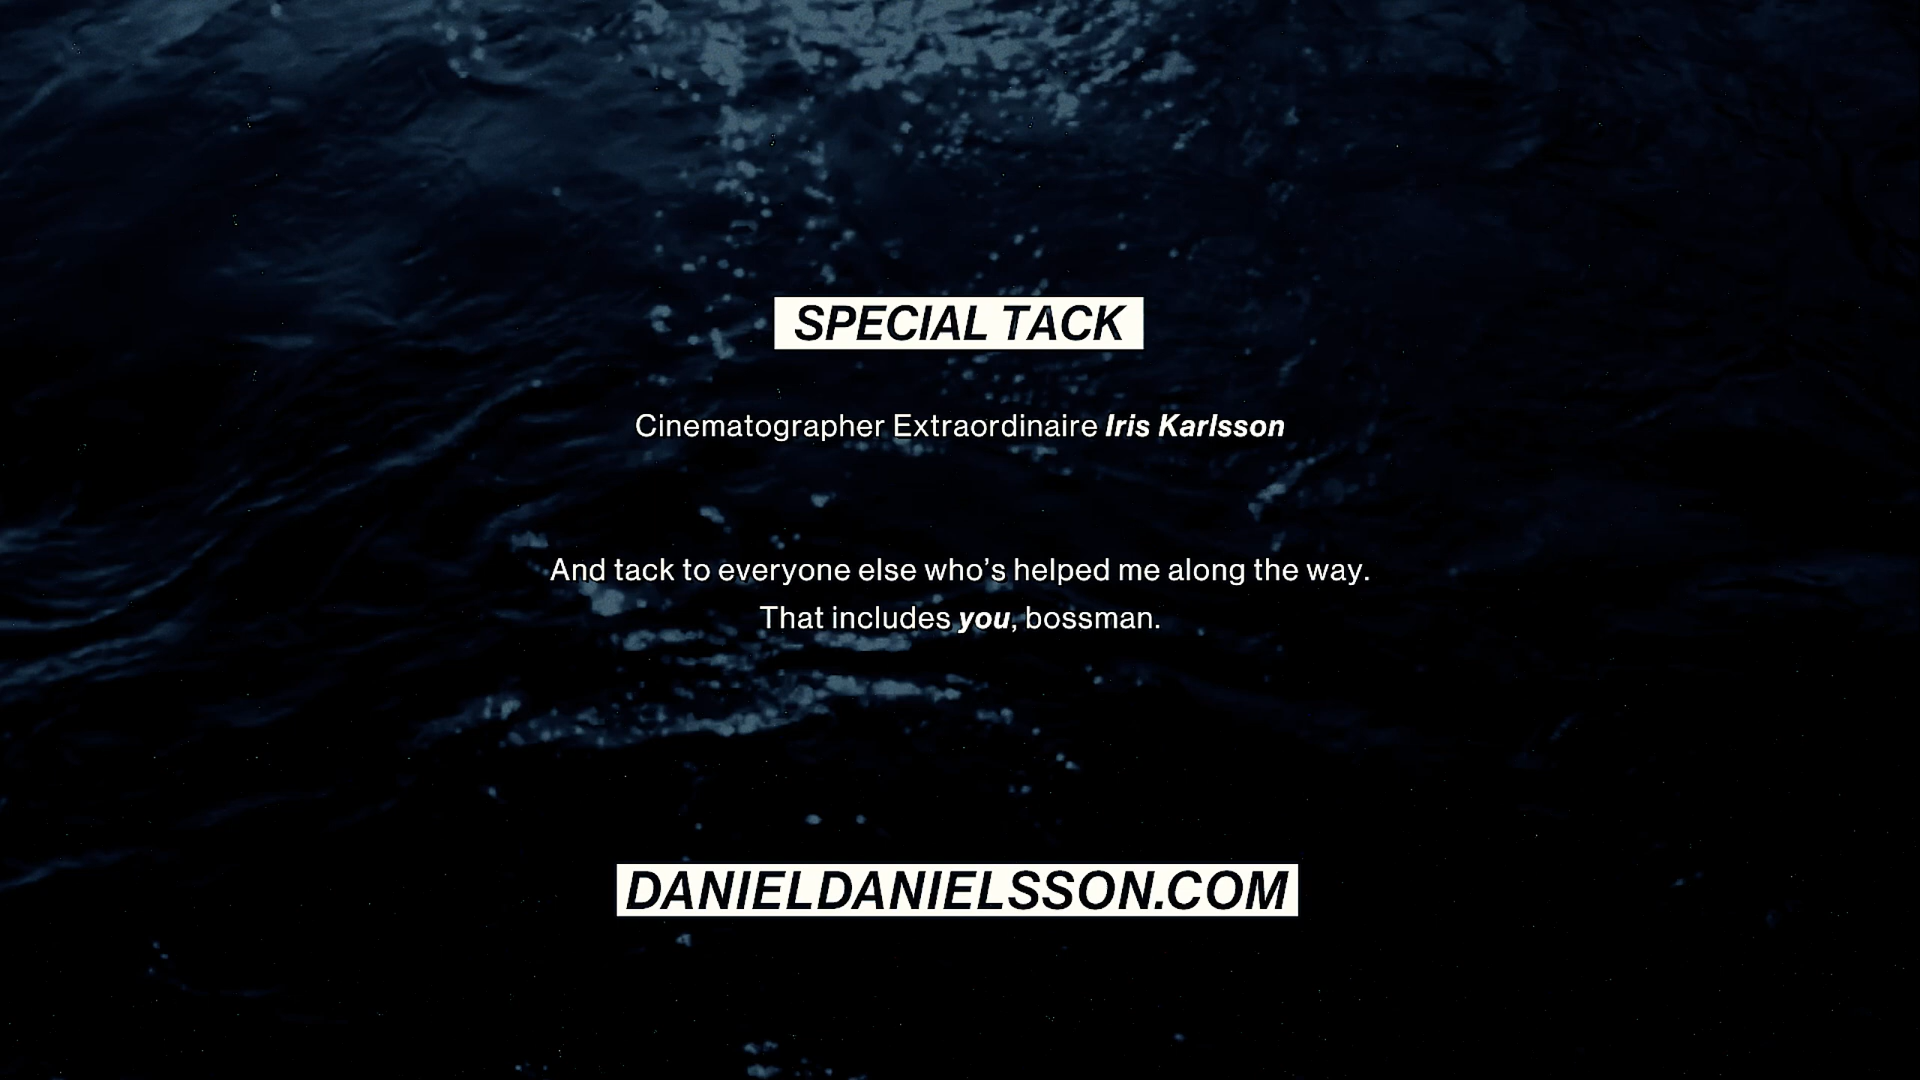 SPECIAL TACK
Cinematographer Extraordinaire Iris Karlsson
And tack to everyone else who’s helped me along the way.
That includes you, bossman.
DANIELDANIELSSON.COM